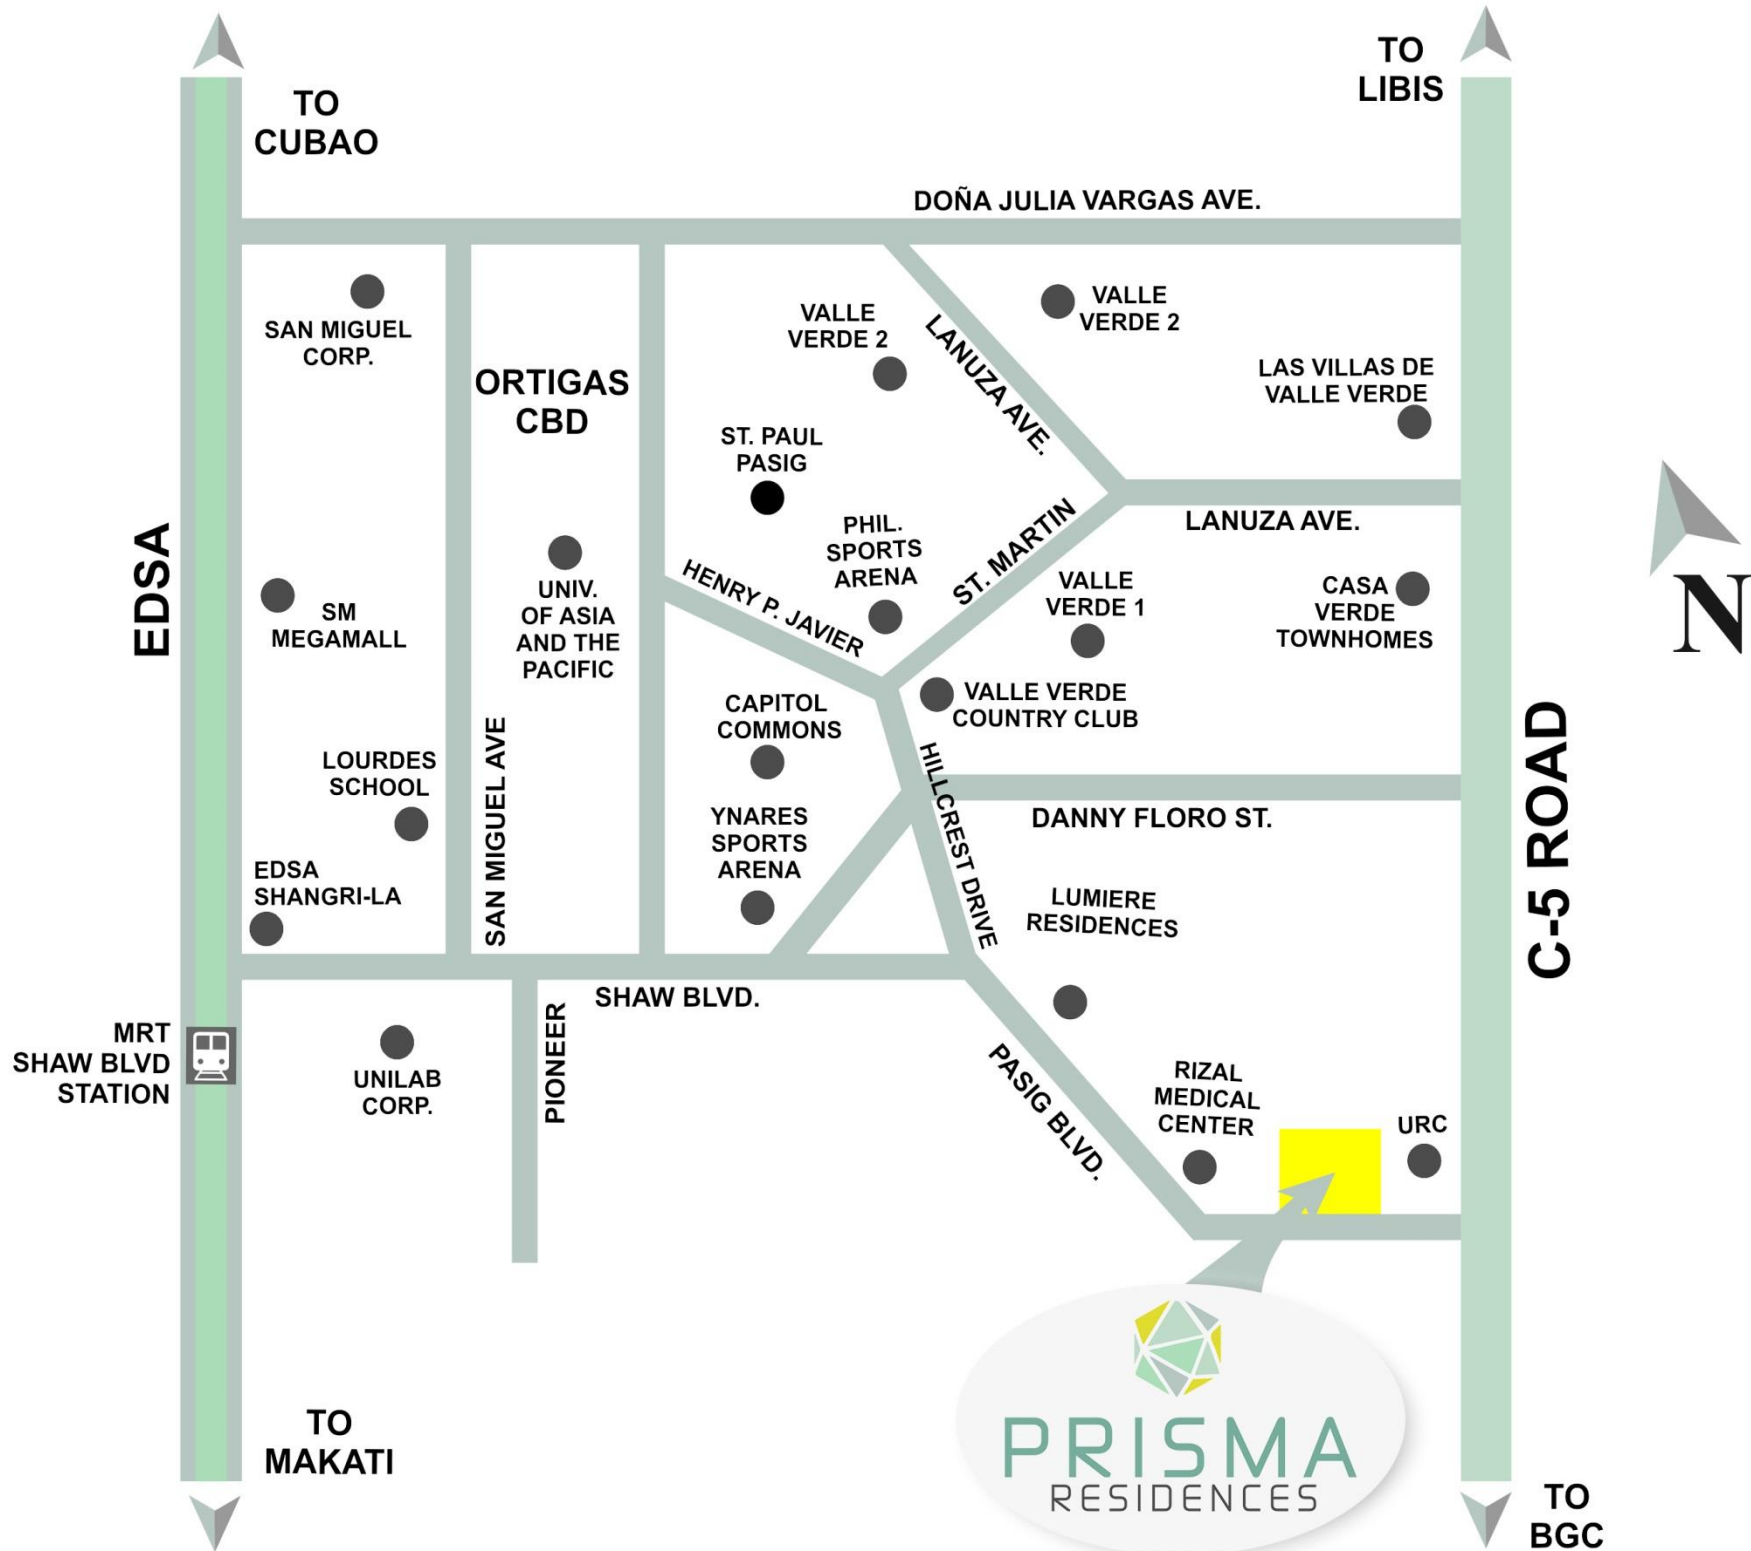 TO
CUBAO
TO
LIBIS
DOÑA JULIA VARGAS AVE.
SAN MIGUEL
CORP.
ORTIGAS
CBD
VALLE
VERDE 2
LANUZA AVE.
VALLE
VERDE 2
LAS VILLAS DE
VALLE VERDE
ST. PAUL
PASIG
PHIL.
SPORTS
ARENA
ST. MARTIN
LANUZA AVE.
EDSA
SM
MEGAMALL
UNIV.
OF ASIA
AND THE
PACIFIC
HENRY P. JAVIER
VALLE
VERDE 1
CASA
VERDE
TOWNHOMES
N
CAPITOL
COMMONS
VALLE VERDE
COUNTRY CLUB
LOURDES
SCHOOL
SAN MIGUEL AVE
YNARES
SPORTS
ARENA
HILLCREST DRIVE
DANNY FLORO ST.
C-5 ROAD
EDSA
SHANGRI-LA
LUMIERE
RESIDENCES
SHAW BLVD.
MRT
SHAW BLVD
STATION
UNILAB
CORP.
PIONEER
PASIG BLVD.
RIZAL
MEDICAL
CENTER
URC
PRISMA
RESIDENCES
TO
MAKATI
TO
BGC